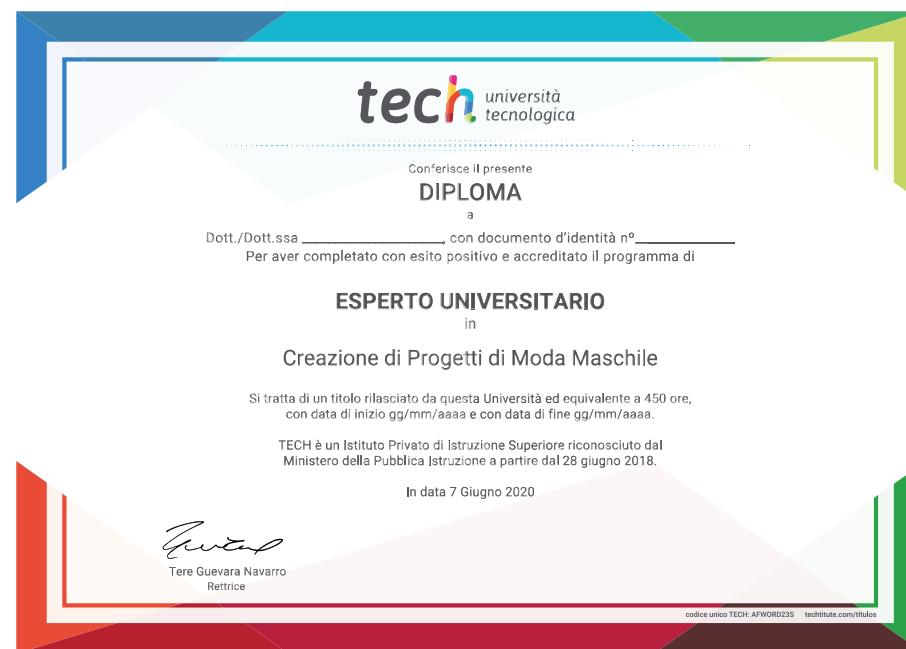 tech università
tecnologica
Conferisce il presente
DIPLOMA
a
Dott./Dott.ssa ____________________, con documento d'identità nº______________
Per aver completato con esito positivo e accreditato il programma di
ESPERTO UNIVERSITARIO
in
Creazione di Progetti di Moda Maschile
Si tratta di un titolo rilasciato da questa Università ed equivalente a 450 ore,
con data di inizio gg/mm/aaaa e con data di fine gg/mm/aaaa.
TECH è un Istituto Privato di Istruzione Superiore riconosciuto dal
Ministero della Pubblica Istruzione a partire dal 28 giugno 2018.
In data 7 Giugno 2020
Tere Guevara Navarro
Rettrice
codice unico TECH: AFWORD23S techtitute.com/titulos